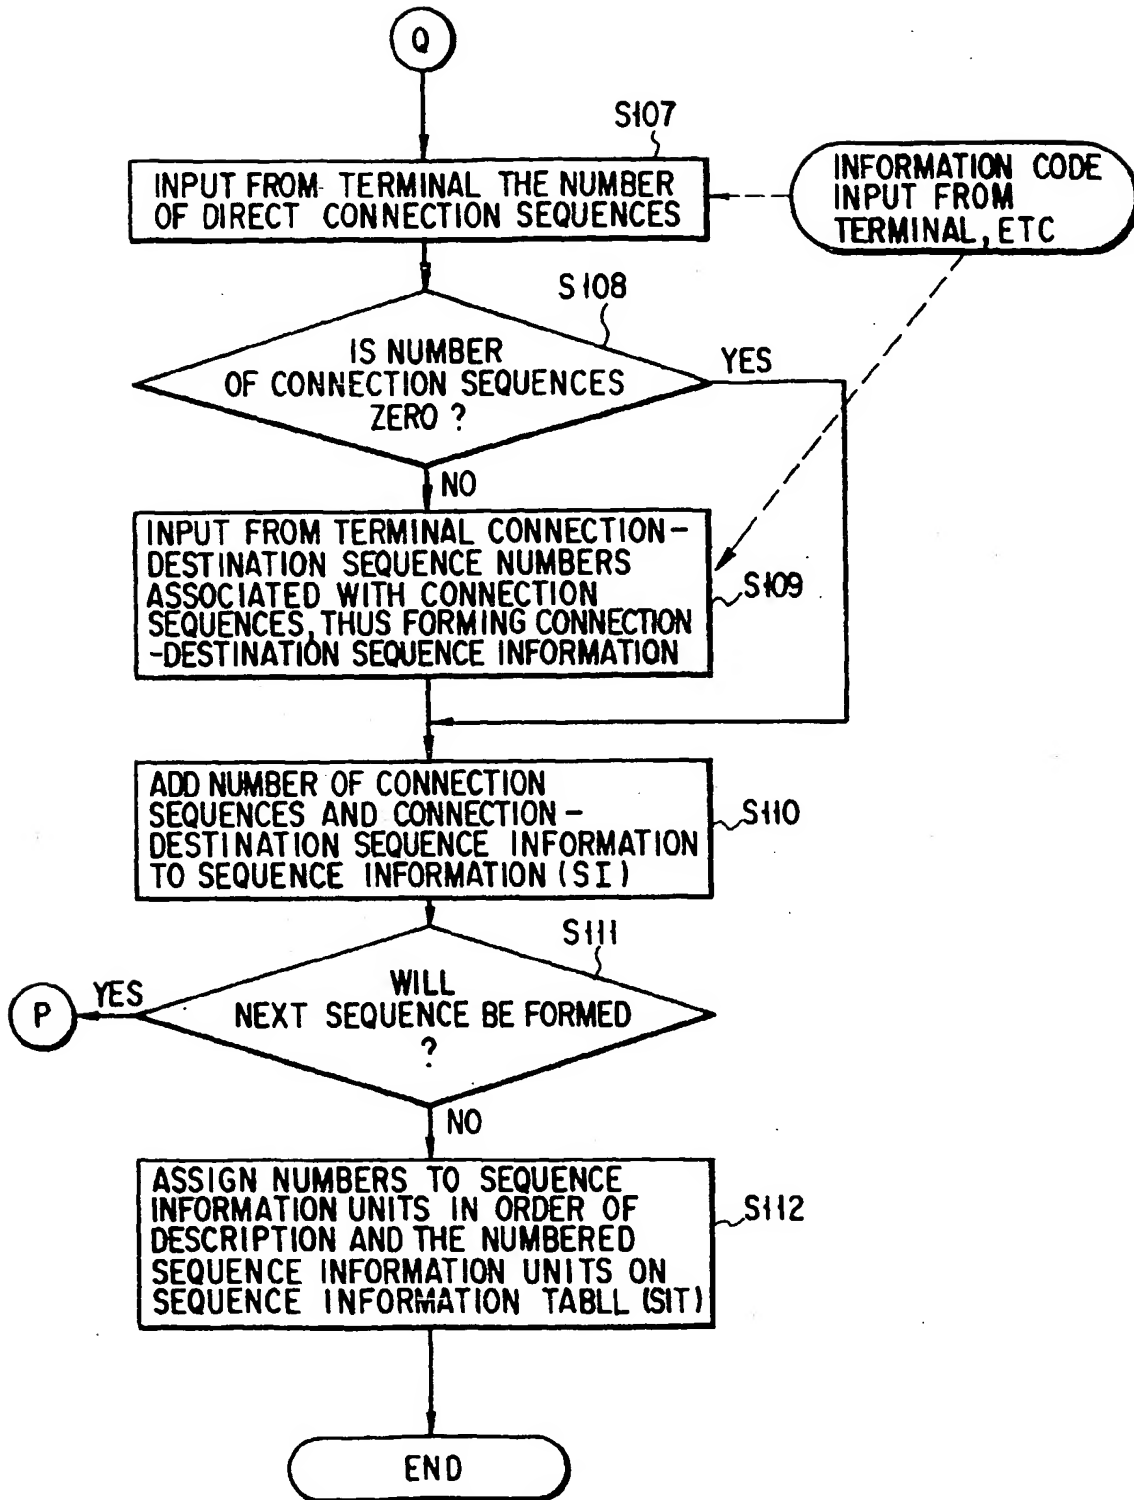 Q
S107
INPUT FROM TERMINAL THE NUMBER
OF DIRECT CONNECTION SEQUENCES
INFORMATION CODE
INPUT FROM
TERMINAL, ETC
S108
IS NUMBER
OF CONNECTION SEQUENCES
ZERO ?
YES
NO
INPUT FROM TERMINAL CONNECTION-
DESTINATION SEQUENCE NUMBERS
ASSOCIATED WITH CONNECTION
SEQUENCES, THUS FORMING CONNECTION
-DESTINATION SEQUENCE INFORMATION
S109
ADD NUMBER OF CONNECTION
SEQUENCES AND CONNECTION-
DESTINATION SEQUENCE INFORMATION
TO SEQUENCE INFORMATION (SI)
S110
S111
WILL
NEXT SEQUENCE BE FORMED
?
YES
P
NO
ASSIGN NUMBERS TO SEQUENCE
INFORMATION UNITS IN ORDER OF
DESCRIPTION AND THE NUMBERED
SEQUENCE INFORMATION UNITS ON
SEQUENCE INFORMATION TABLL (SIT)
S112
END